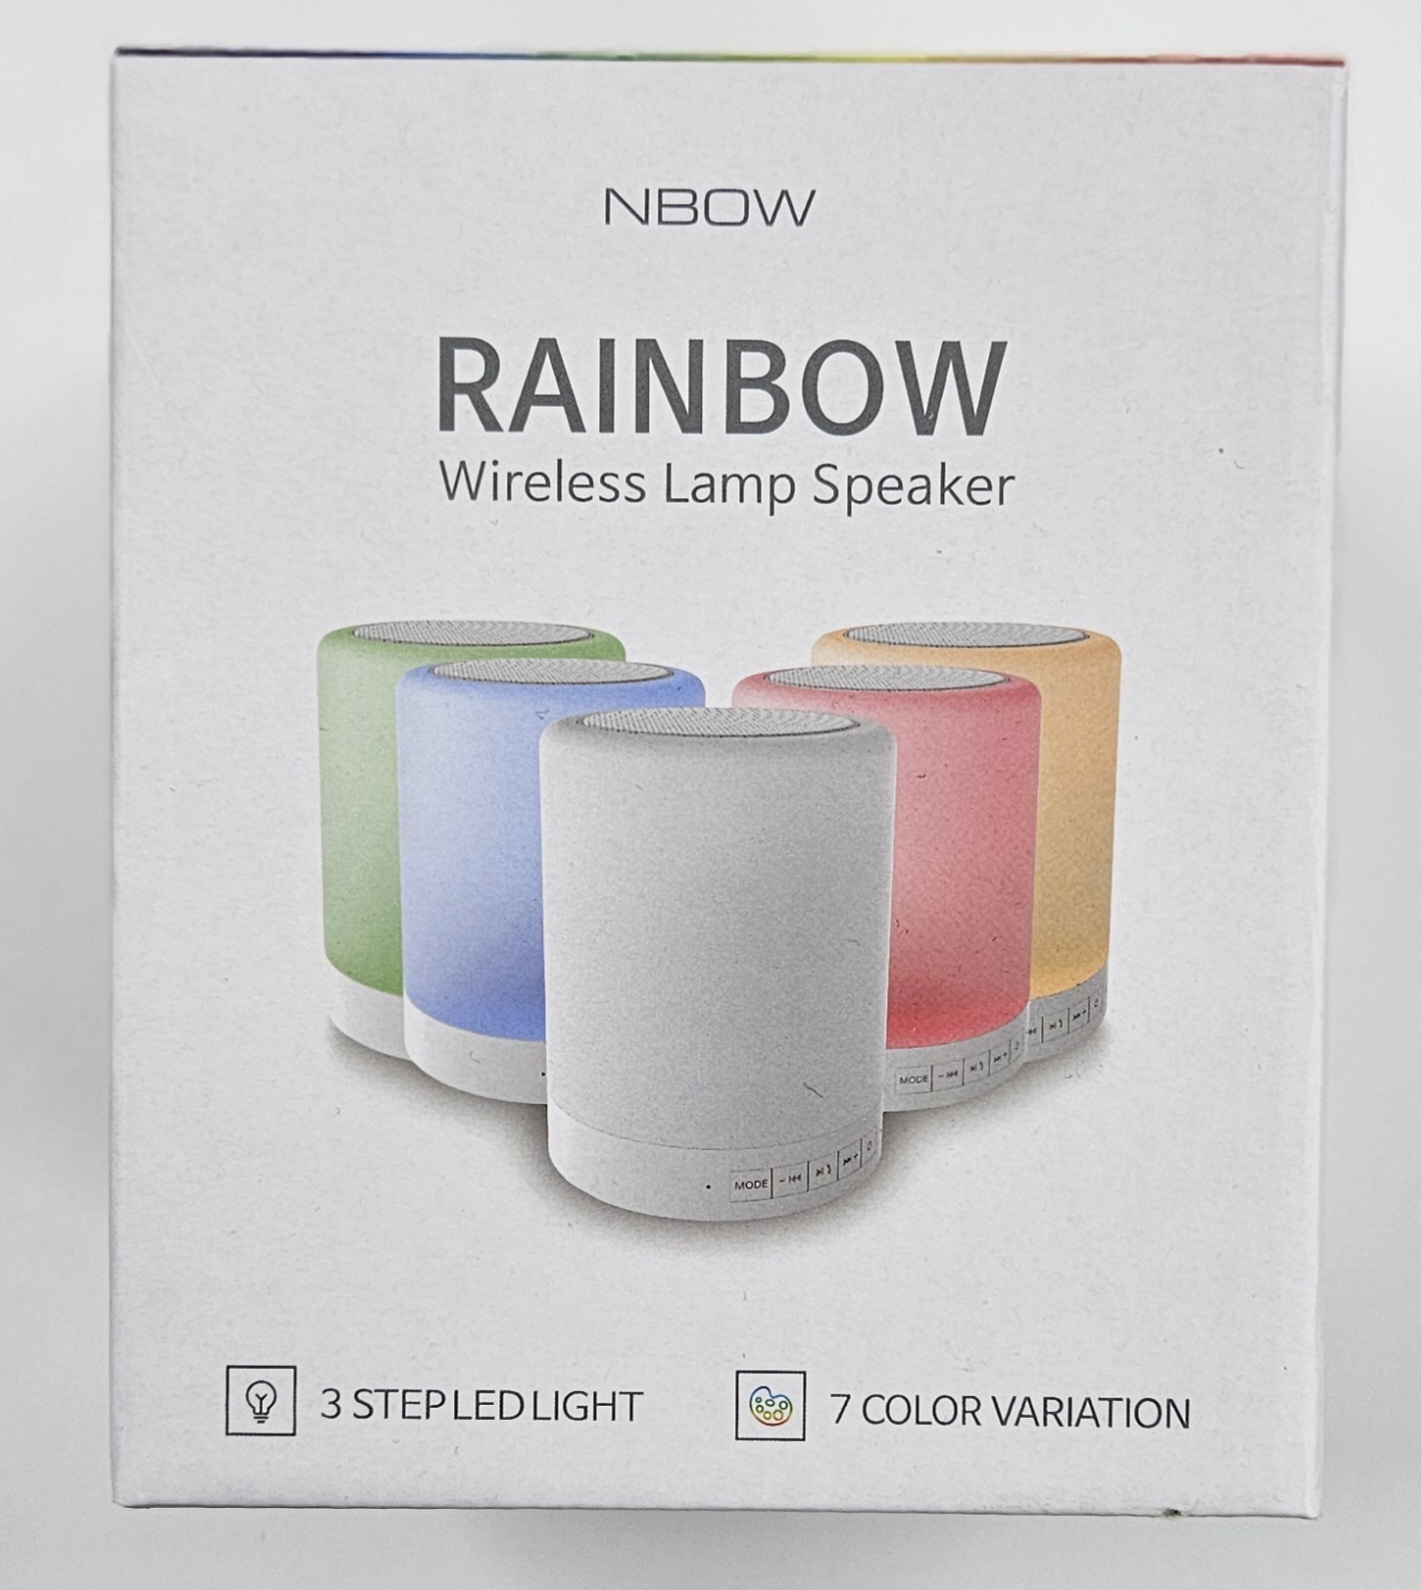 NBOW
RAINBOW
Wireless Lamp Speaker
MODE
MODE
3 STEP LED LIGHT
7 COLOR VARIATION